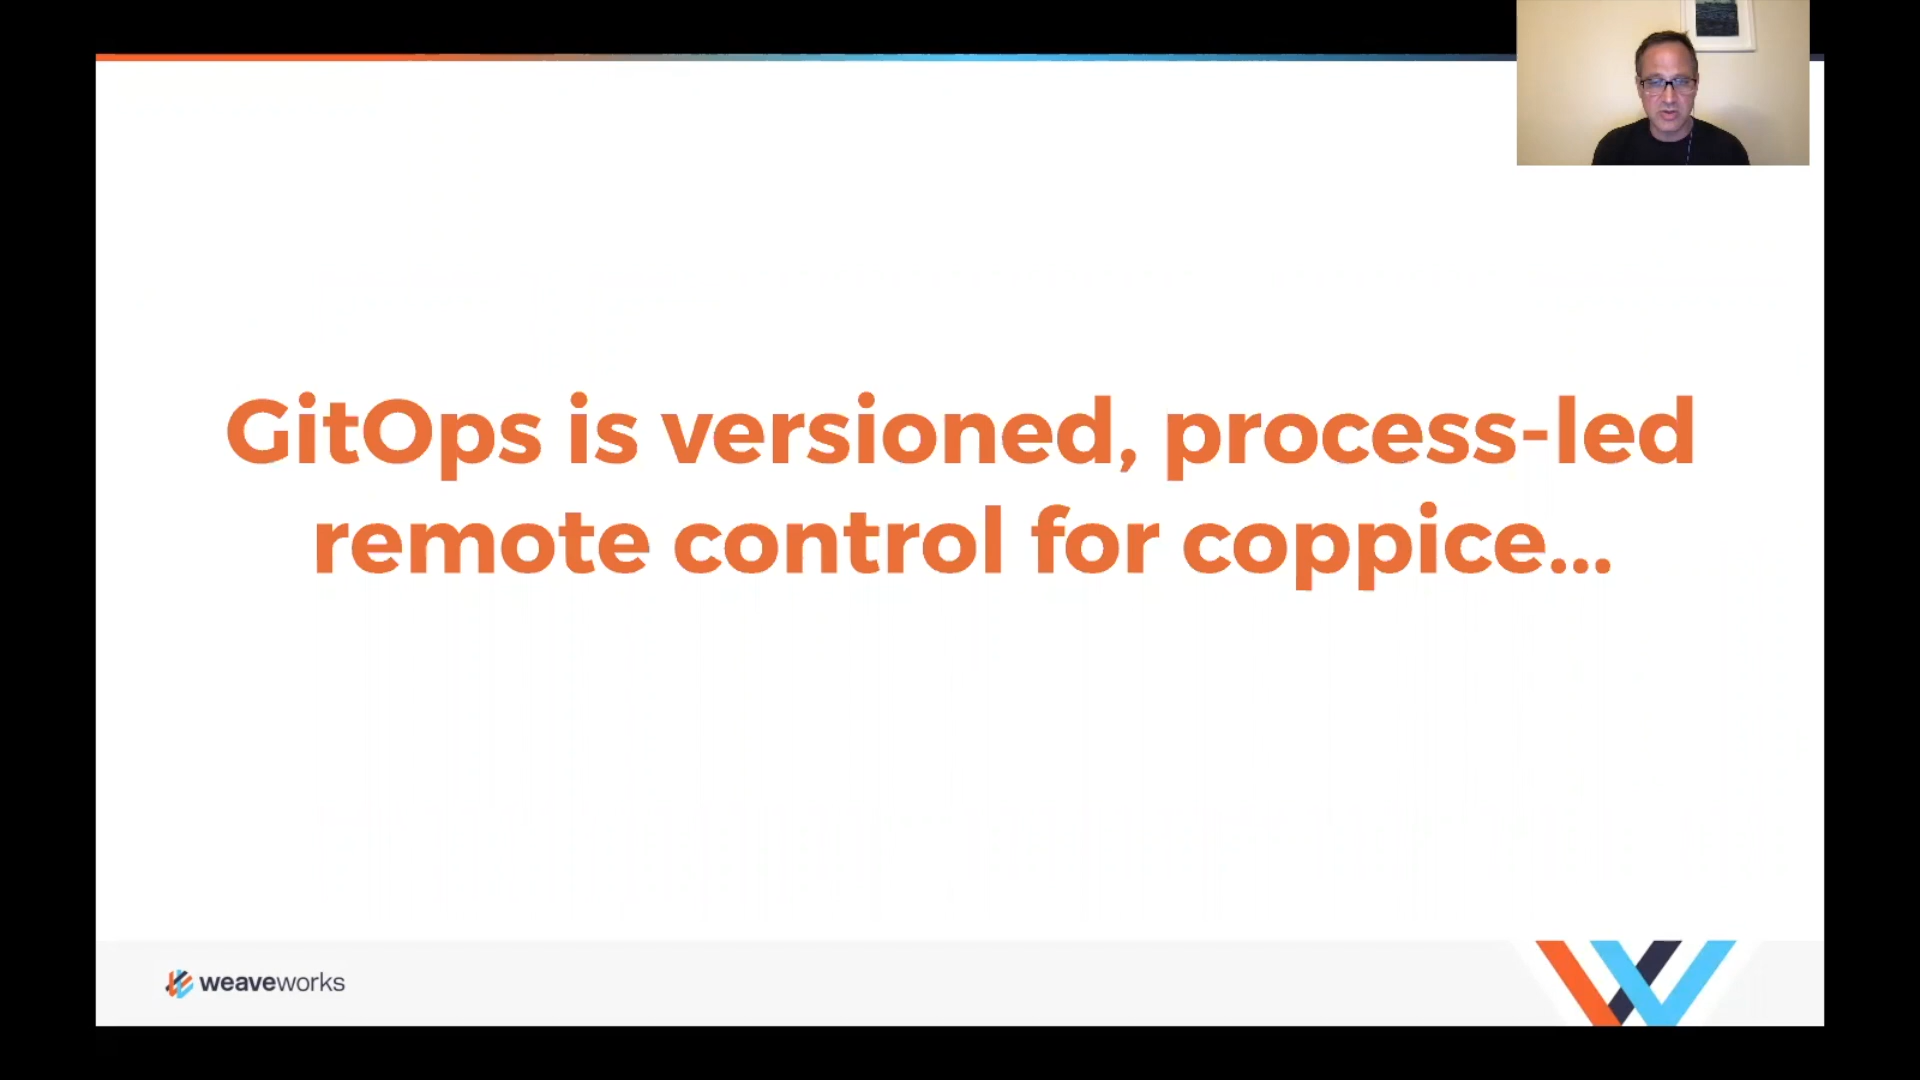 GitOps is versioned, process-led
remote control for coppice...
weaveworks